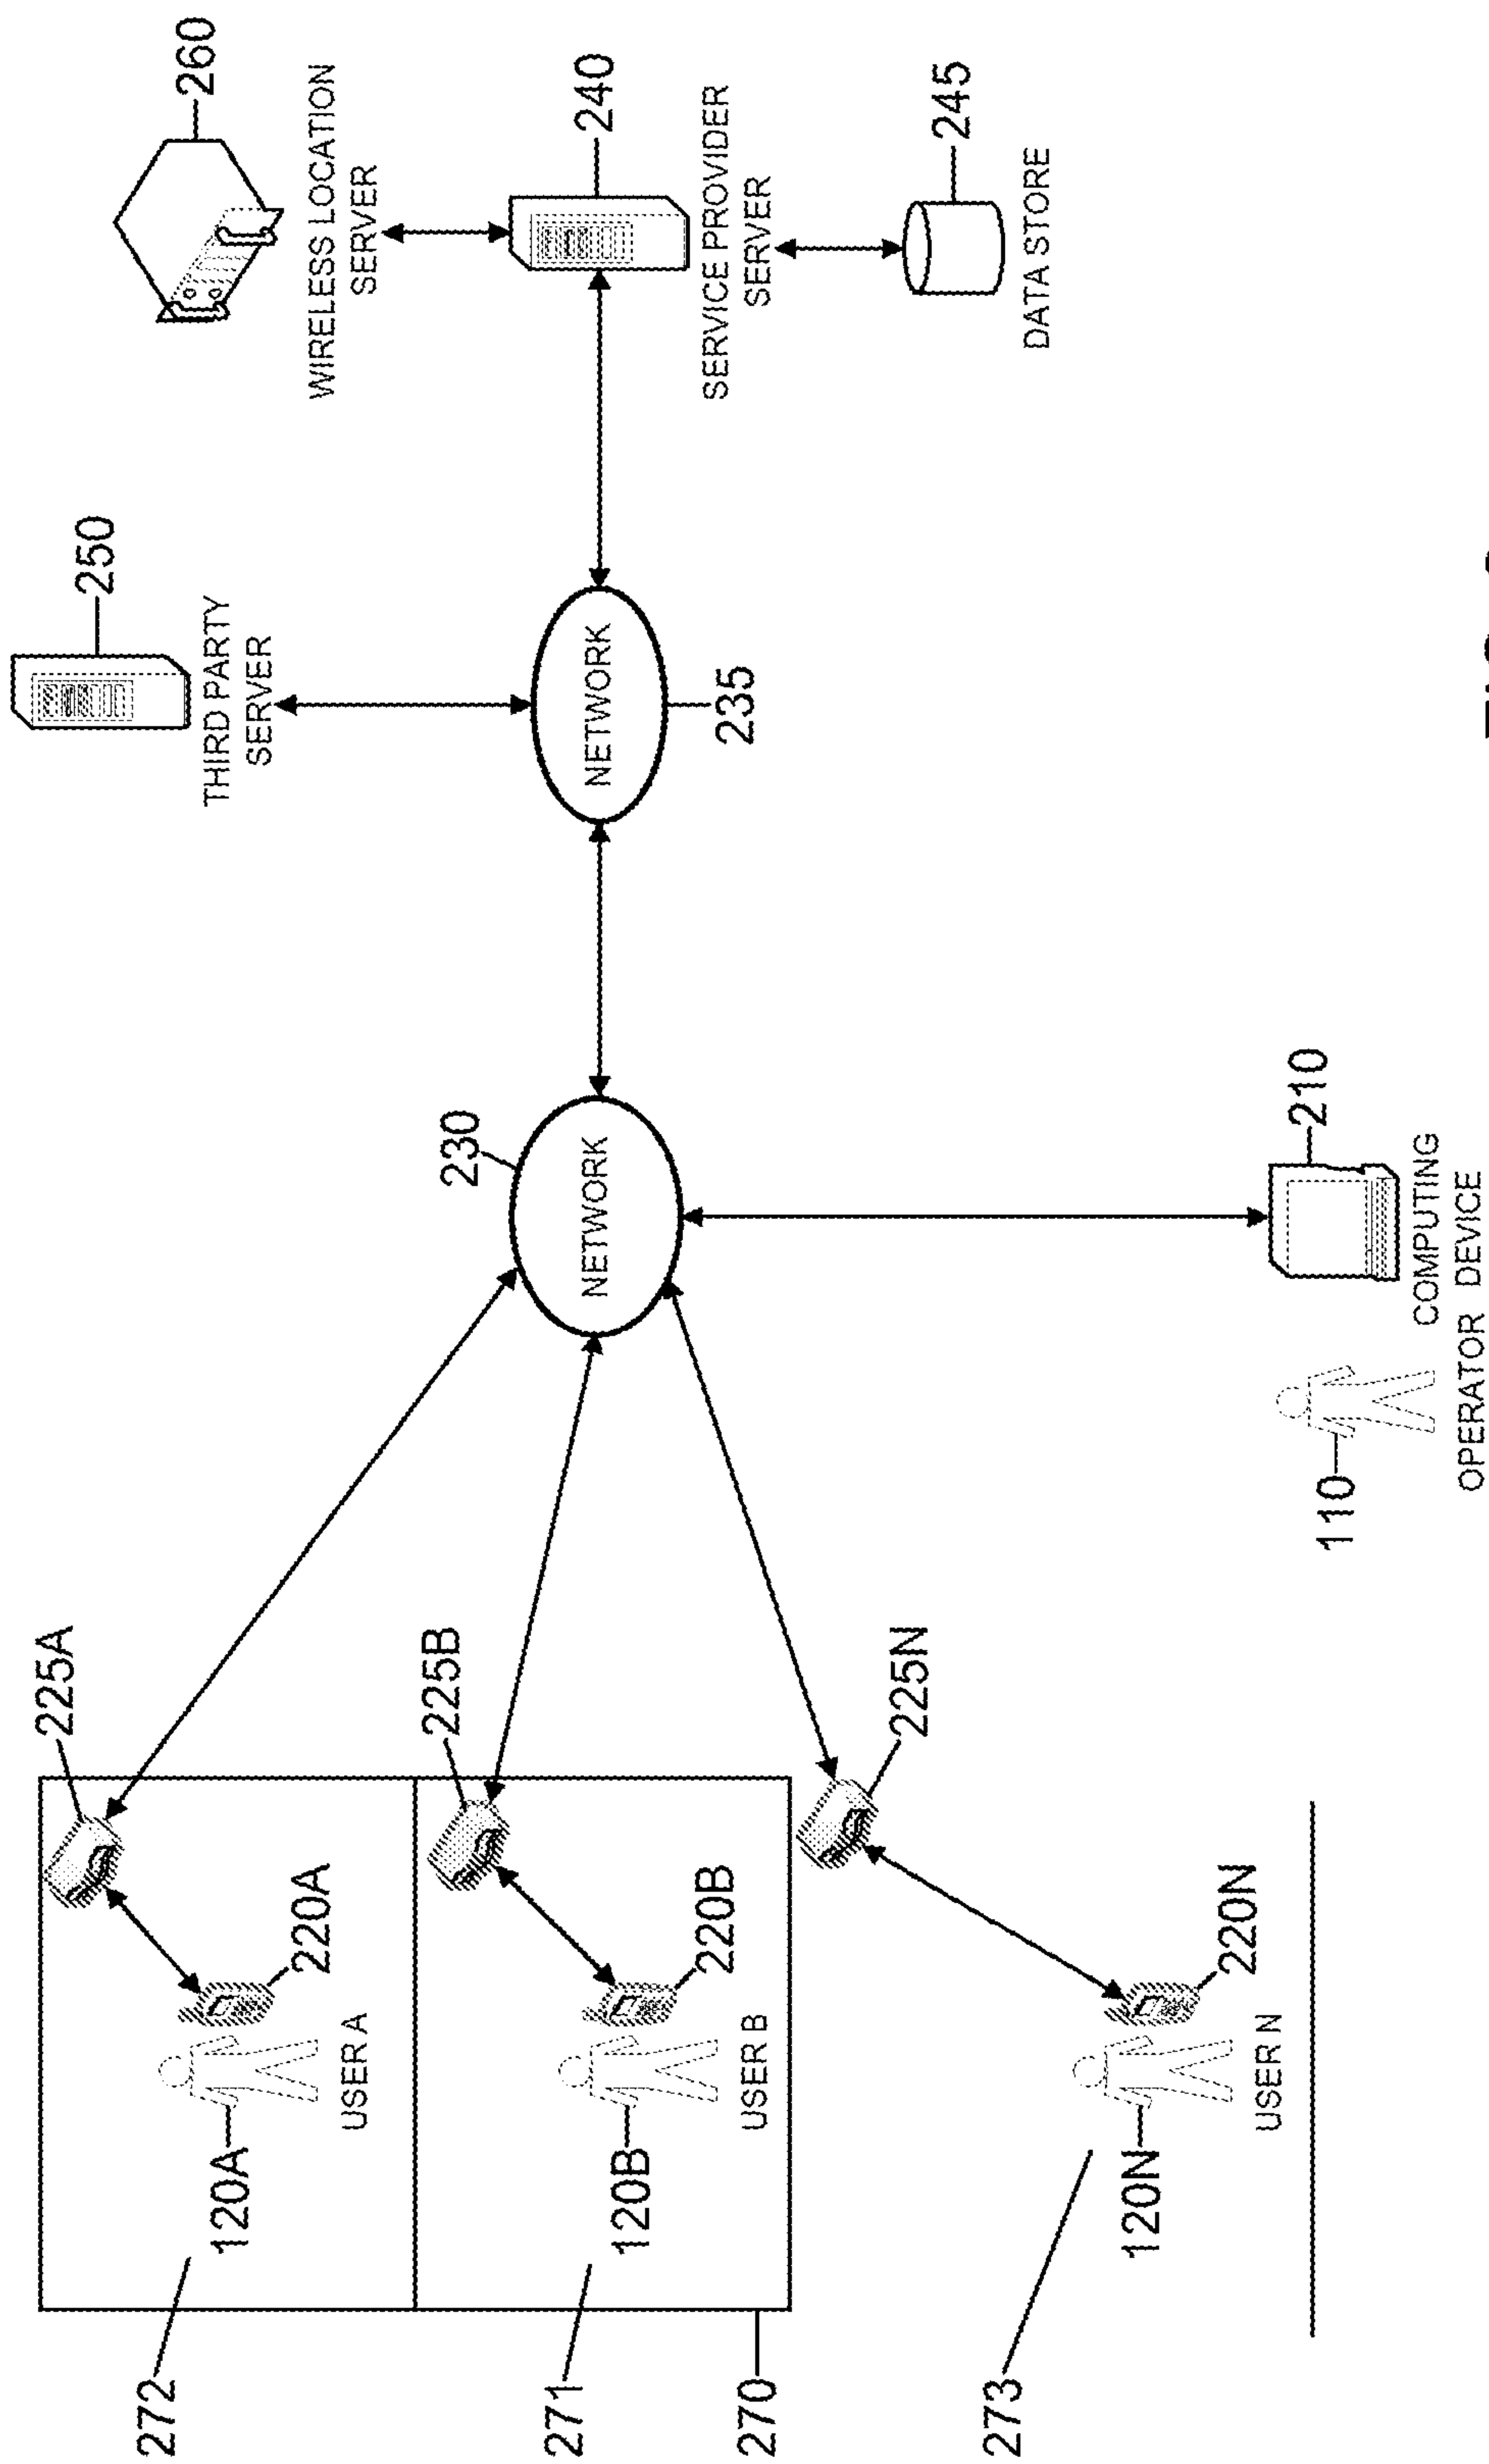 272
120A
USER A
220A
225A
271
120B
USER B
220B
225B
270
273
120N
USER N
220N
225N
230
NETWORK
110
OPERATOR
COMPUTING
DEVICE
210
250
THIRD PARTY
SERVER
NETWORK
235
260
WIRELESS LOCATION
SERVER
240
SERVICE PROVIDER
SERVER
245
DATA STORE